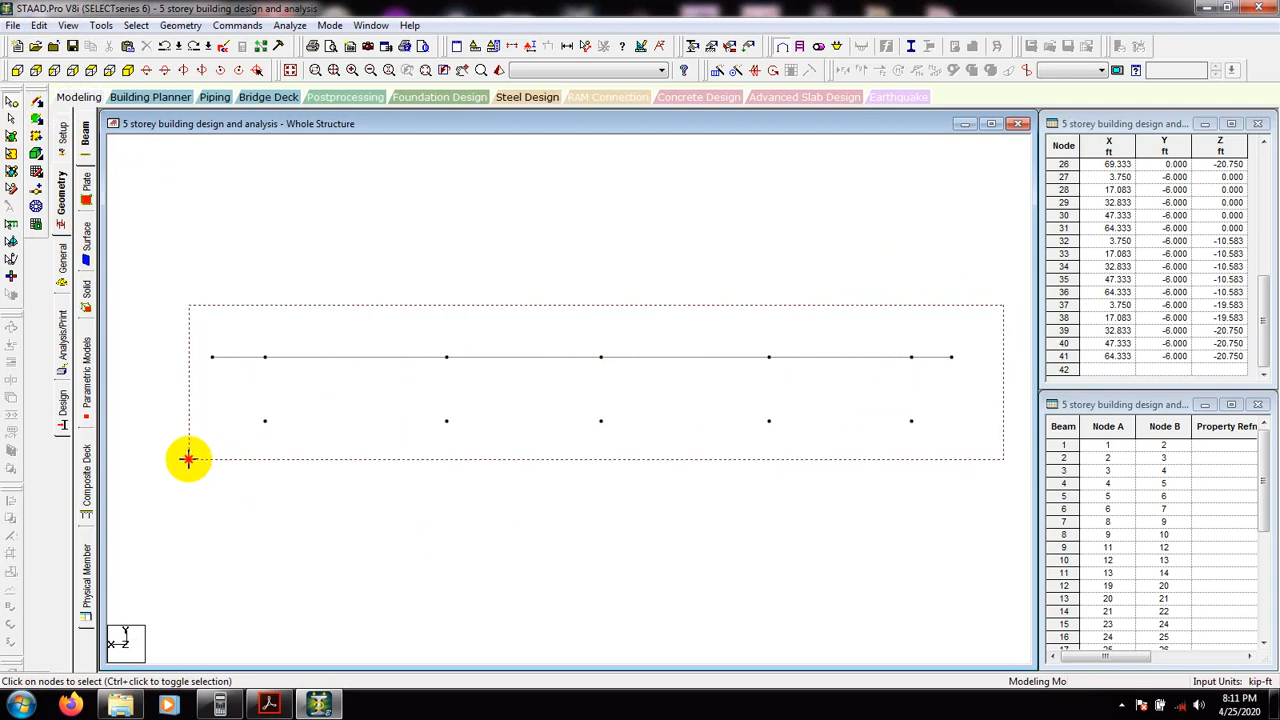 STAAD.Pro V8i (SELECTseries 6) - 5 storey building design and analysis
File Edit View Tools Select Geometry Commands Analyze Mode Window Help
Modeling Building Planner Piping Bridge Deck Postprocessing Foundation Design Steel Design RAM Connection Concrete Design Advanced Slab Design Earthquake
Setup
Geometry
General
Analysis/Print
Design
Beam
Plate
Surface
Solid
Parametric Models
Composite Deck
Physical Member
5 storey building design and analysis - Whole Structure
Y
X Z
5 storey building design and...
Node X ft Y ft Z ft
26 69.333 0.000 -20.750
27 3.750 -6.000 0.000
28 17.083 -6.000 0.000
29 32.833 -6.000 0.000
30 47.333 -6.000 0.000
31 64.333 -6.000 0.000
32 3.750 -6.000 -10.583
33 17.083 -6.000 -10.583
34 32.833 -6.000 -10.583
35 47.333 -6.000 -10.583
36 64.333 -6.000 -10.583
37 3.750 -6.000 -19.583
38 17.083 -6.000 -19.583
39 32.833 -6.000 -20.750
40 47.333 -6.000 -20.750
41 64.333 -6.000 -20.750
42
5 storey building design and...
Beam Node A Node B Property Refn
1 1 2
2 2 3
3 3 4
4 4 5
5 5 6
6 6 7
7 8 9
8 9 10
9 11 12
10 12 13
11 13 14
12 19 20
13 20 21
14 21 22
15 23 24
16 24 25
Click on nodes to select (Ctrl+click to toggle selection)
Modeling Mo
Input Units: kip-ft
8:11 PM
4/25/2020